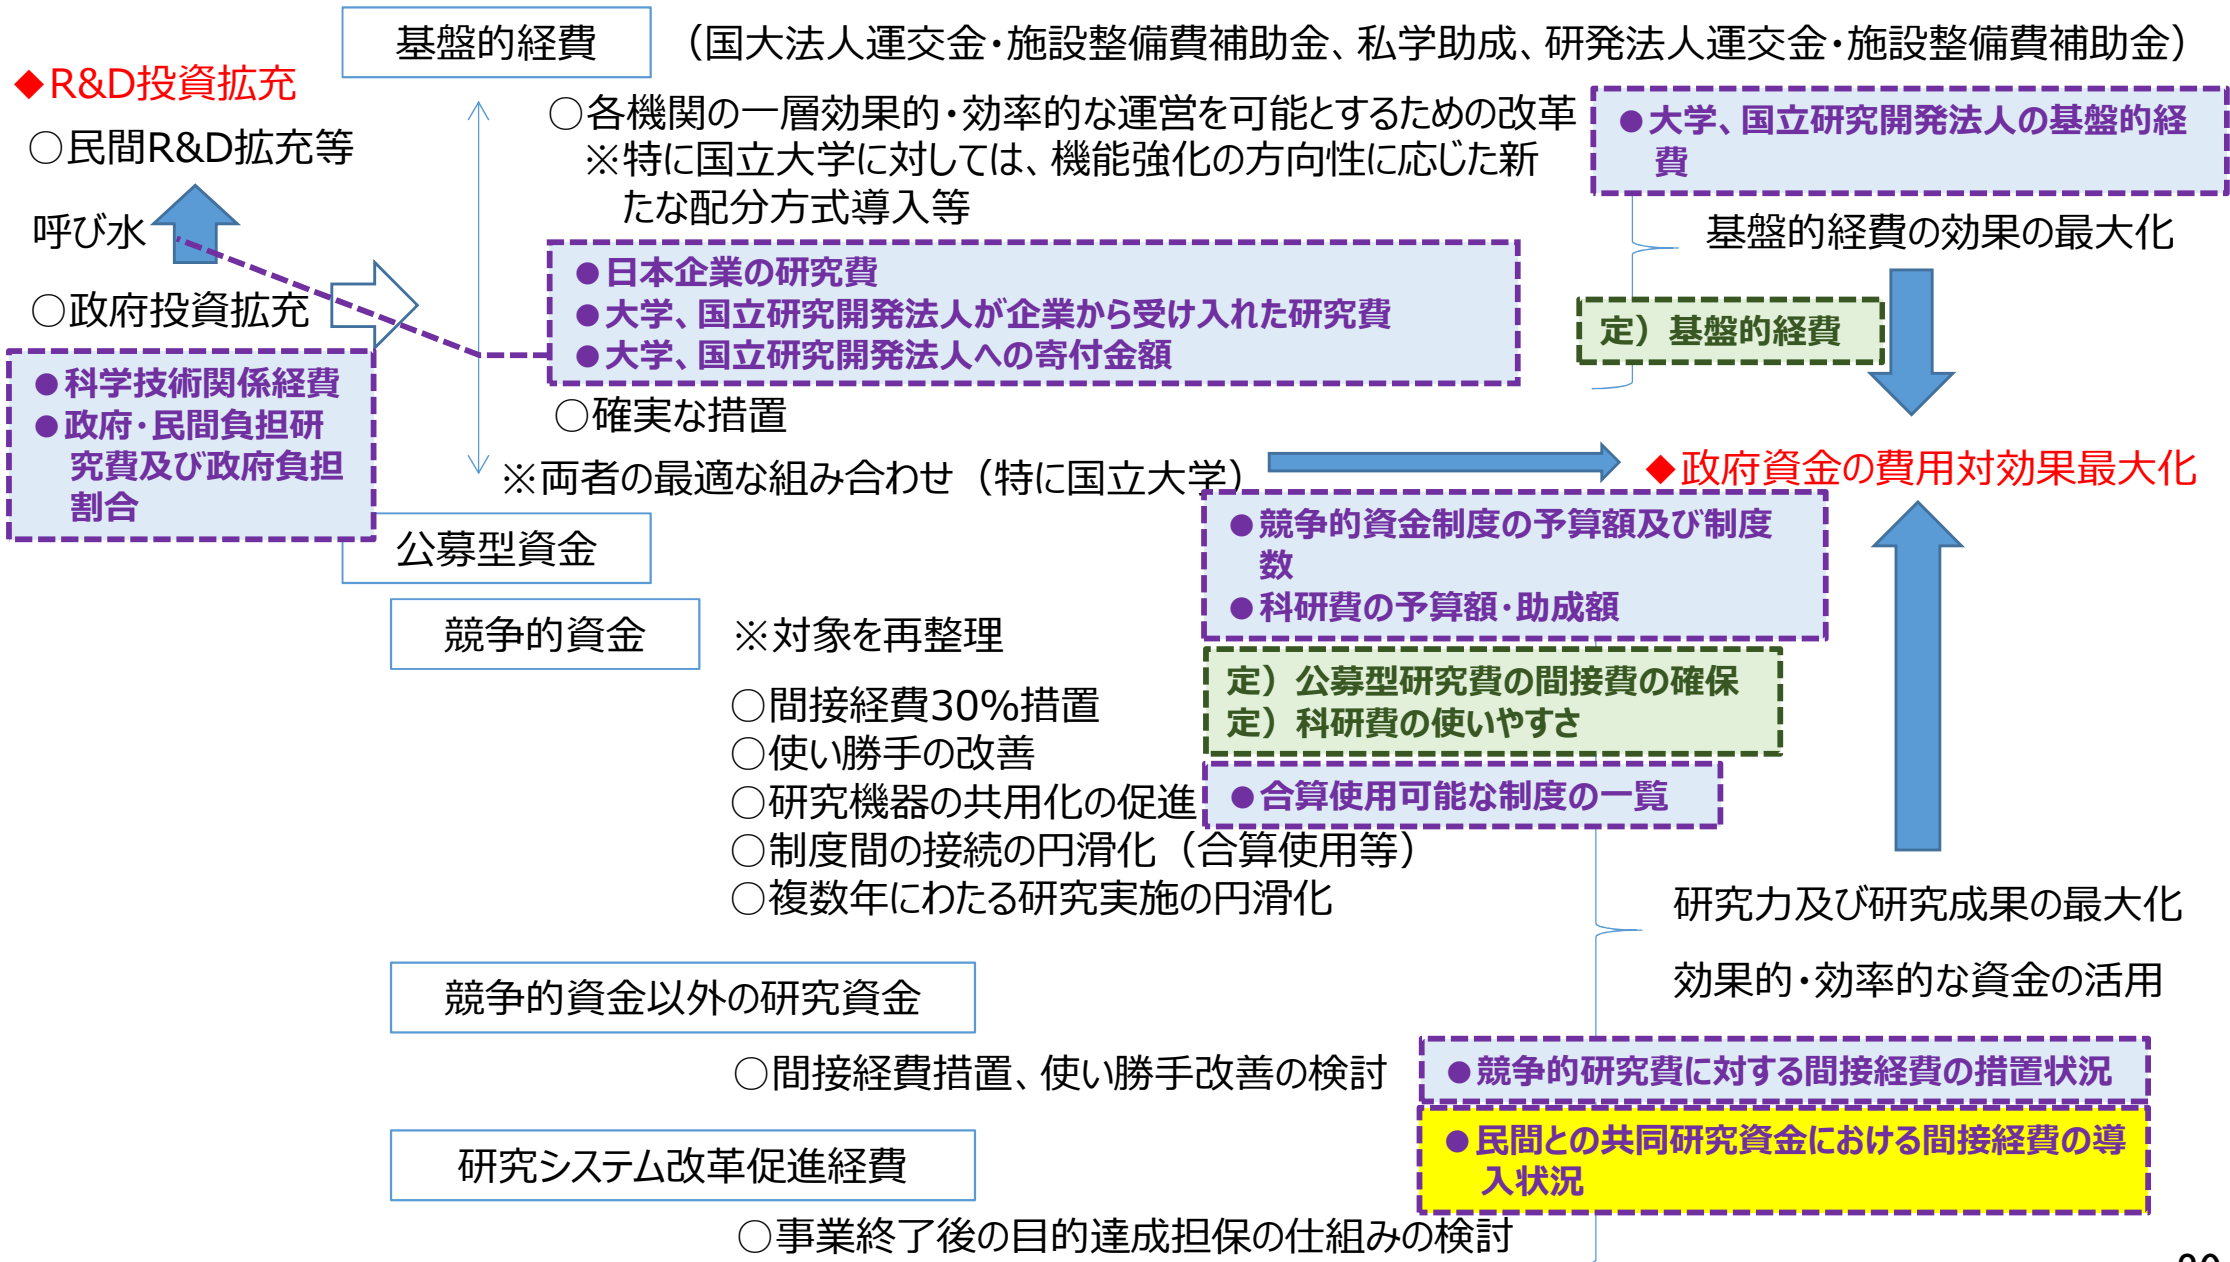 基盤的経費
（国大法人運交金・施設整備費補助金、私学助成、研発法人運交金・施設整備費補助金）
◆R&D投資拡充
○民間R&D拡充等
呼び水
○政府投資拡充
●科学技術関係経費
●政府・民間負担研
究費及び政府負担
割合
○各機関の一層効果的・効率的な運営を可能とするための改革
※特に国立大学に対しては、機能強化の方向性に応じた新
たな配分方式導入等
●日本企業の研究費
●大学、国立研究開発法人が企業から受け入れた研究費
●大学、国立研究開発法人への寄付金額
○確実な措置
※両者の最適な組み合わせ（特に国立大学）
●大学、国立研究開発法人の基盤的経
費
基盤的経費の効果の最大化
定）基盤的経費
◆政府資金の費用対効果最大化
公募型資金
●競争的資金制度の予算額及び制度
数
●科研費の予算額・助成額
競争的資金
※対象を再整理
定）公募型研究費の間接費の確保
定）科研費の使いやすさ
○間接経費30%措置
○使い勝手の改善
○研究機器の共用化の促進
○制度間の接続の円滑化（合算使用等）
○複数年にわたる研究実施の円滑化
●合算使用可能な制度の一覧
研究力及び研究成果の最大化
効果的・効率的な資金の活用
競争的資金以外の研究資金
○間接経費措置、使い勝手改善の検討
●競争的研究費に対する間接経費の措置状況
●民間との共同研究資金における間接経費の導
入状況
研究システム改革促進経費
○事業終了後の目的達成担保の仕組みの検討